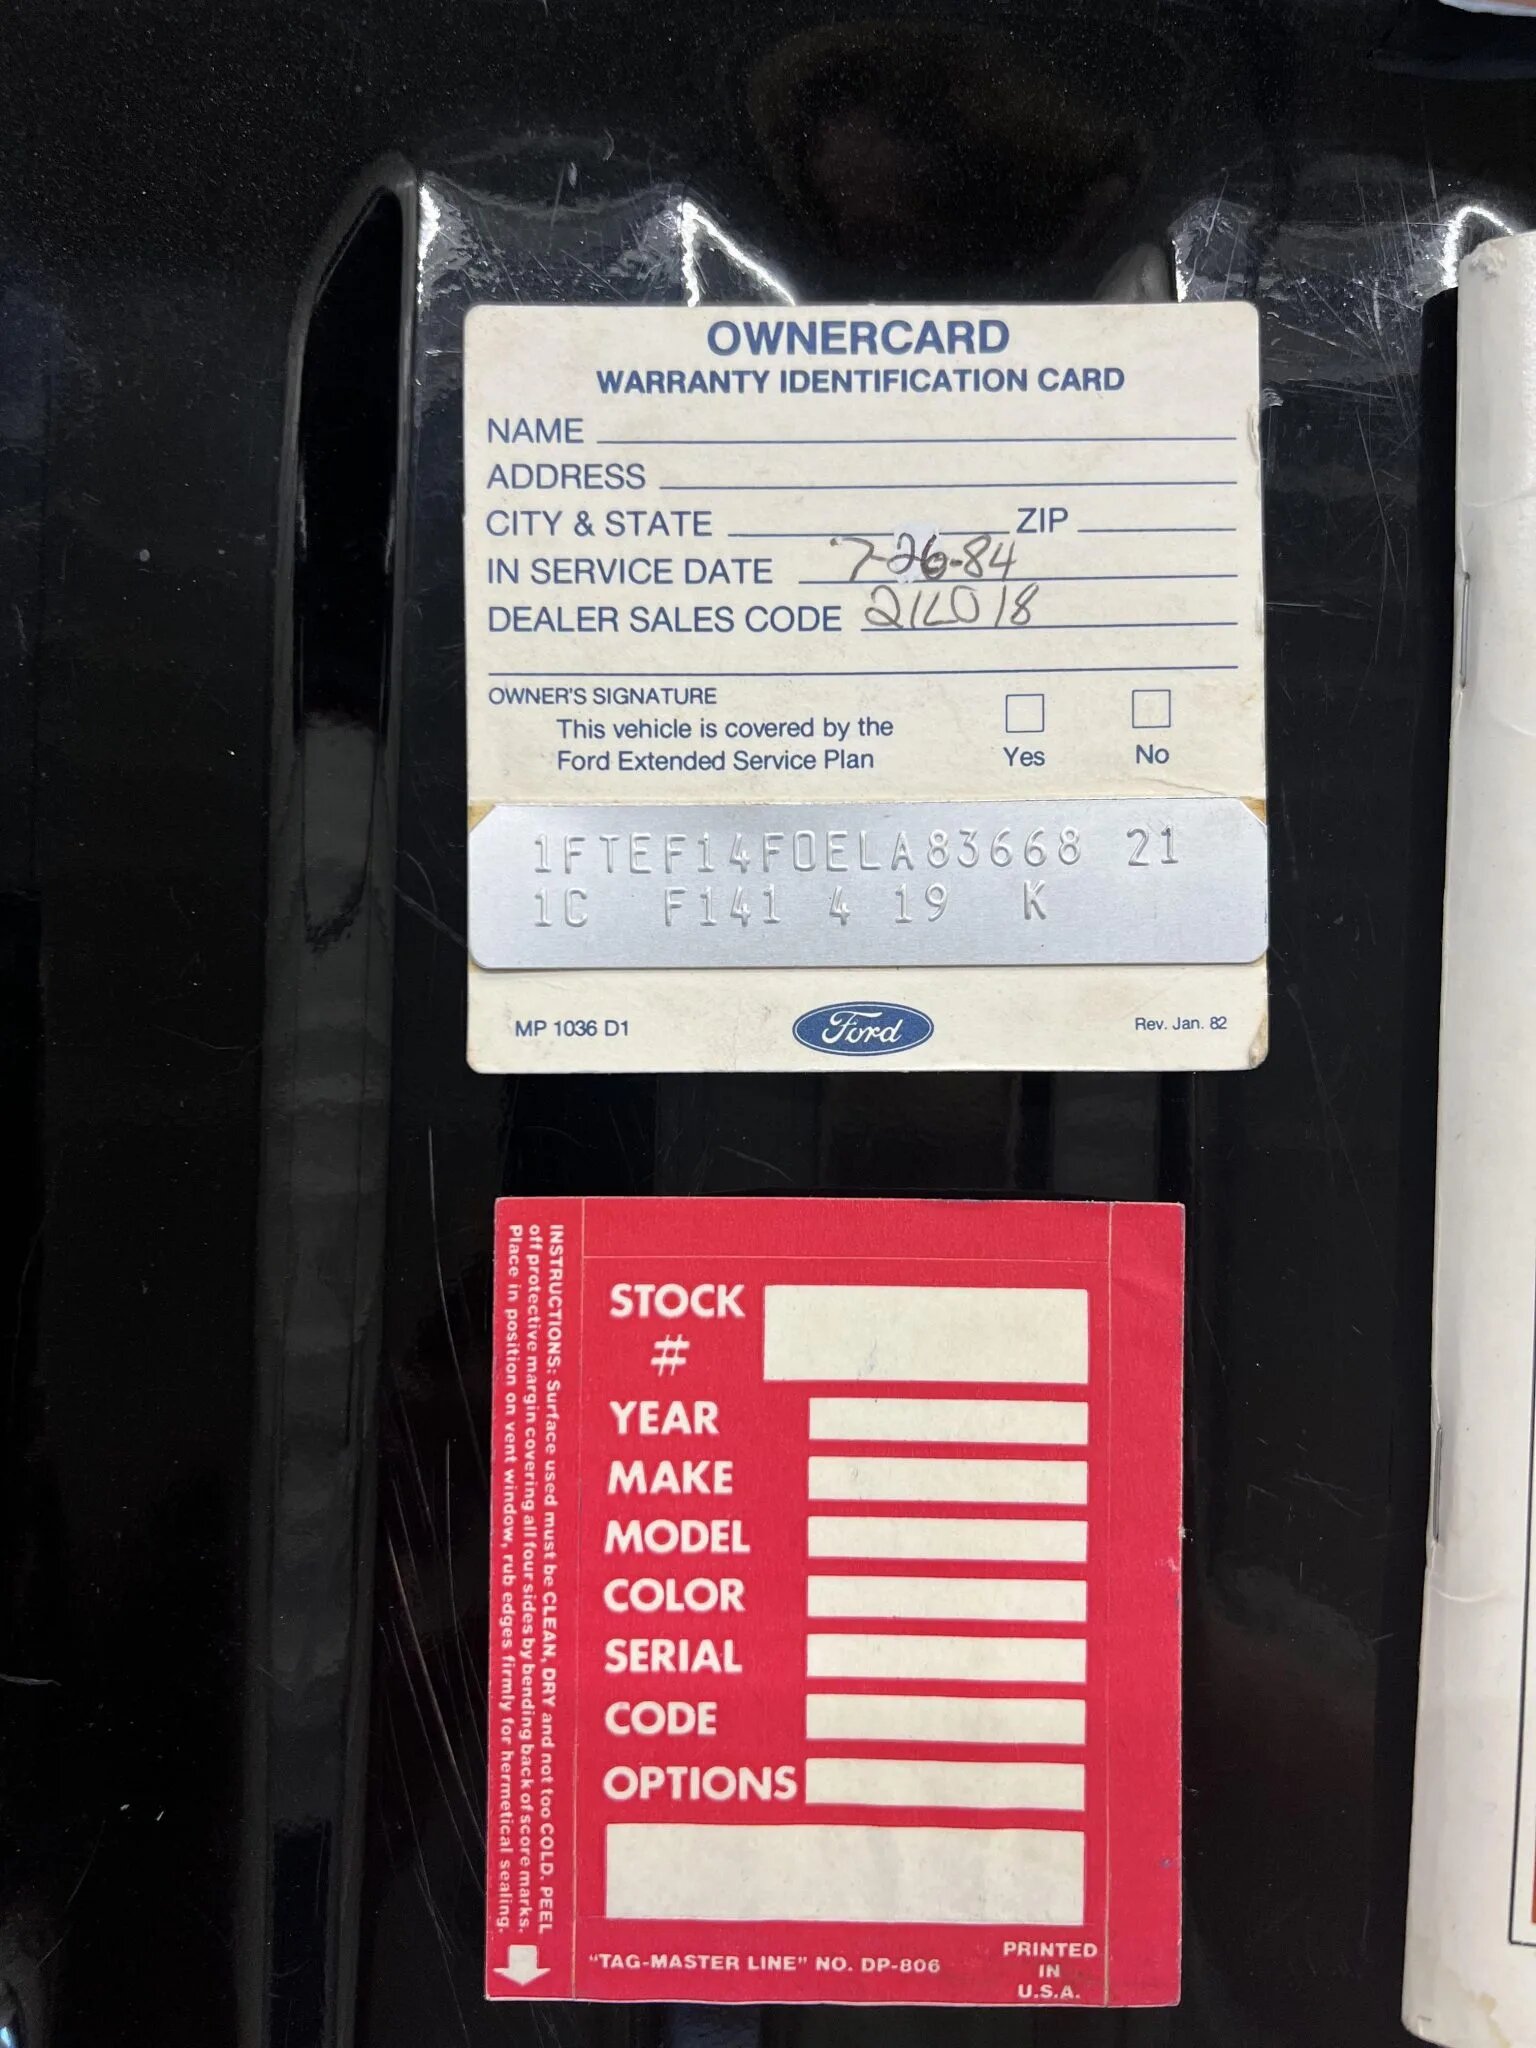 OWNERCARD
WARRANTY IDENTIFICATION CARD
NAME
ADDRESS
CITY & STATE ZIP
IN SERVICE DATE 7-26-84
DEALER SALES CODE 21L018
OWNER'S SIGNATURE
This vehicle is covered by the
Ford Extended Service Plan
Yes No
1FTEF14F0ELA83668 21
1C F141 4 19 K
MP 1036 D1 Ford Rev. Jan. 82
INSTRUCTIONS: Surface used must be CLEAN, DRY and not too COLD. PEEL
off protective margin covering all four sides by bending back of score marks.
Place in position on vent window, rub edges firmly for hermetical sealing.
STOCK
#
YEAR
MAKE
MODEL
COLOR
SERIAL
CODE
OPTIONS
"TAG-MASTER LINE" NO. DP-806
PRINTED
IN
U.S.A.